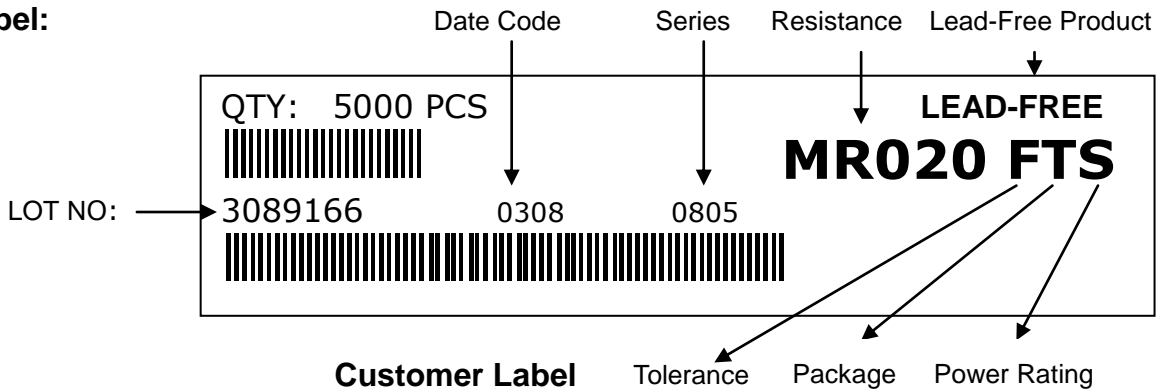 bel:
Date Code Series Resistance Lead-Free Product
QTY: 5000 PCS LEAD-FREE
MR020 FTS
LOT NO: 3089166 0308 0805
Customer Label Tolerance Package Power Rating